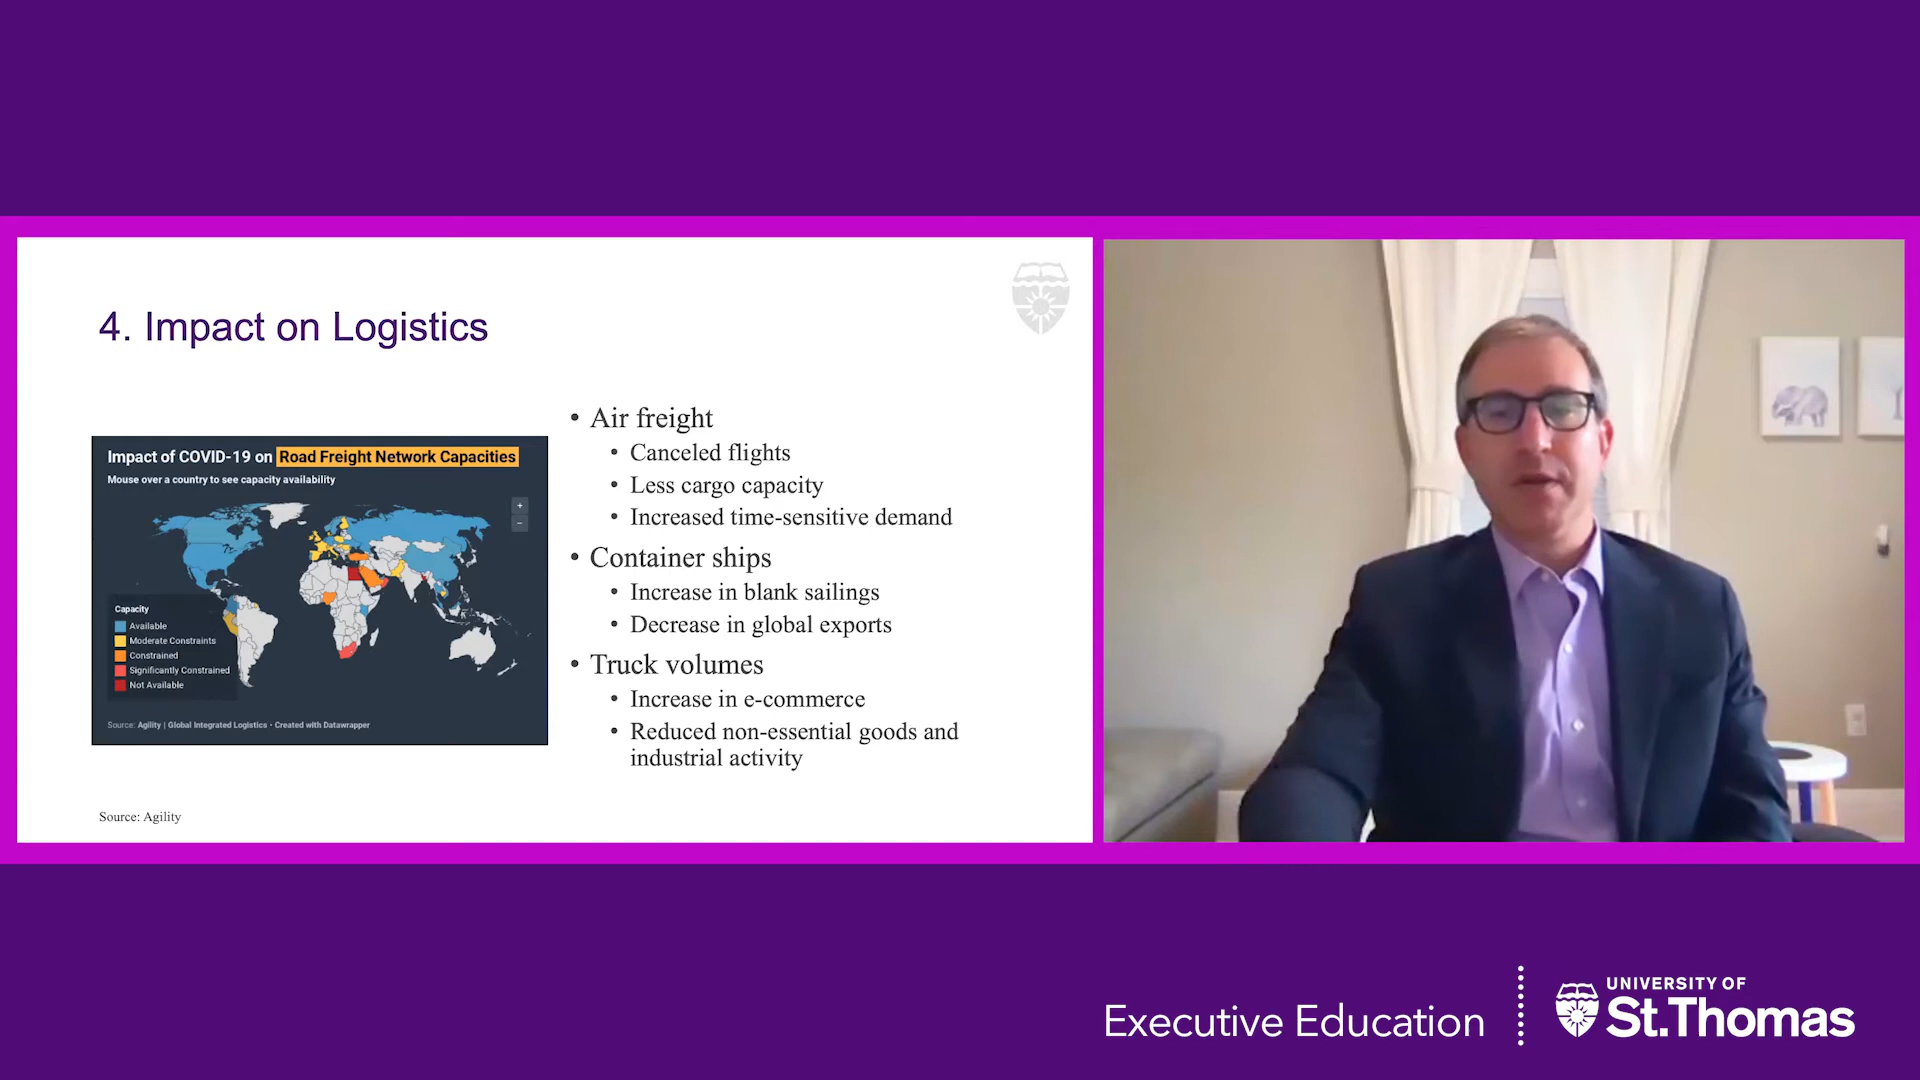 4. Impact on Logistics
Impact of COVID-19 on Road Freight Network Capacities
Mouse over a country to see capacity availability
+
−
Capacity
Available
Moderate Constraints
Constrained
Significantly Constrained
Not Available
Source: Agility | Global Integrated Logistics • Created with Datawrapper
• Air freight
• Canceled flights
• Less cargo capacity
• Increased time-sensitive demand
• Container ships
• Increase in blank sailings
• Decrease in global exports
• Truck volumes
• Increase in e-commerce
• Reduced non-essential goods and
industrial activity
Source: Agility
Executive Education
UNIVERSITY OF
St.Thomas